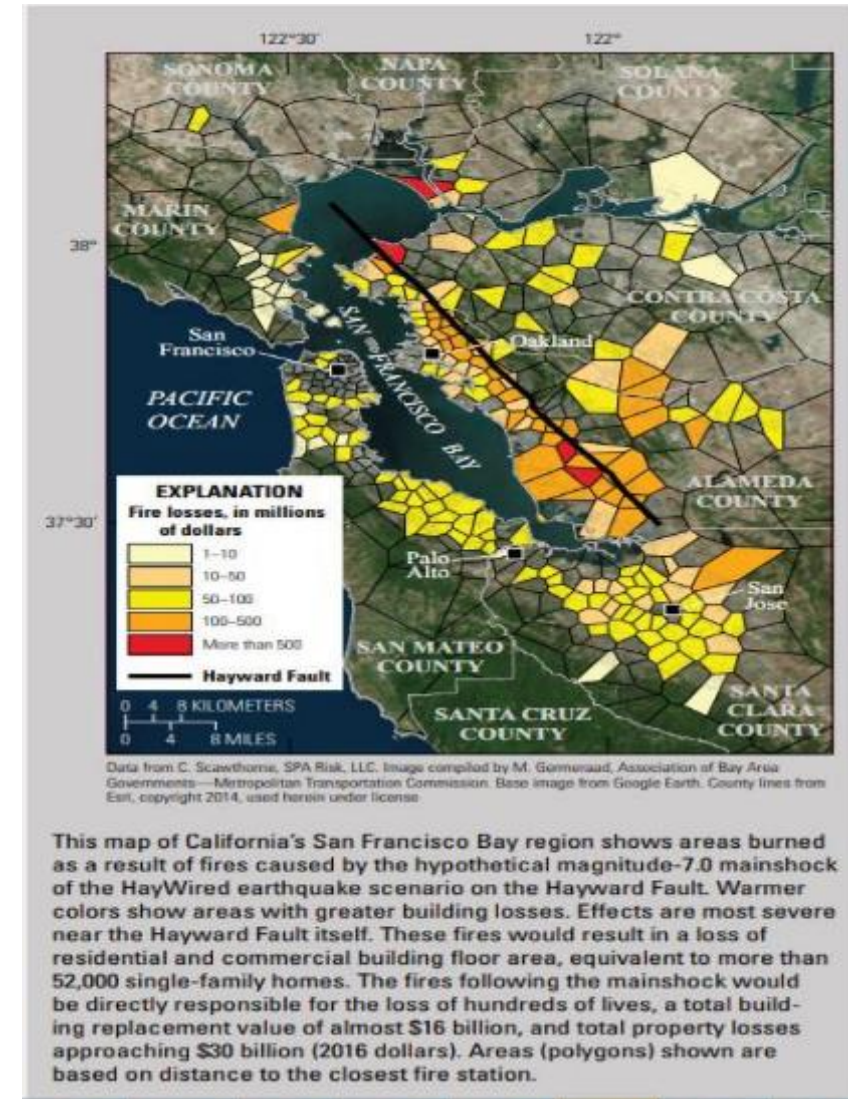 122°30'
122°
SONOMA
COUNTY
NAPA
COUNTY
SOLANA
COUNTY
MARIN
COUNTY
38°
CONTRA COSTA
COUNTY
San
Francisco
Oakland
SAN FRANCISCO BAY
PACIFIC
OCEAN
ALAMEDA
COUNTY
37°30'
EXPLANATION
Fire losses, in millions
of dollars
1–10
10–50
50–100
100–500
More than 500
Hayward Fault
0 4 8 KILOMETERS
0 4 8 MILES
Palo
Alto
San
Jose
SAN MATEO
COUNTY
SANTA CRUZ
COUNTY
SANTA
CLARA
COUNTY
Data from C. Scawthorne, SPA Risk, LLC. Image compiled by M. Germeraad, Association of Bay Area
Governments—Metropolitan Transportation Commission. Base image from Google Earth. County lines from
Esri, copyright 2014, used herein under license
This map of California's San Francisco Bay region shows areas burned
as a result of fires caused by the hypothetical magnitude-7.0 mainshock
of the HayWired earthquake scenario on the Hayward Fault. Warmer
colors show areas with greater building losses. Effects are most severe
near the Hayward Fault itself. These fires would result in a loss of
residential and commercial building floor area, equivalent to more than
52,000 single-family homes. The fires following the mainshock would
be directly responsible for the loss of hundreds of lives, a total build-
ing replacement value of almost $16 billion, and total property losses
approaching $30 billion (2016 dollars). Areas (polygons) shown are
based on distance to the closest fire station.